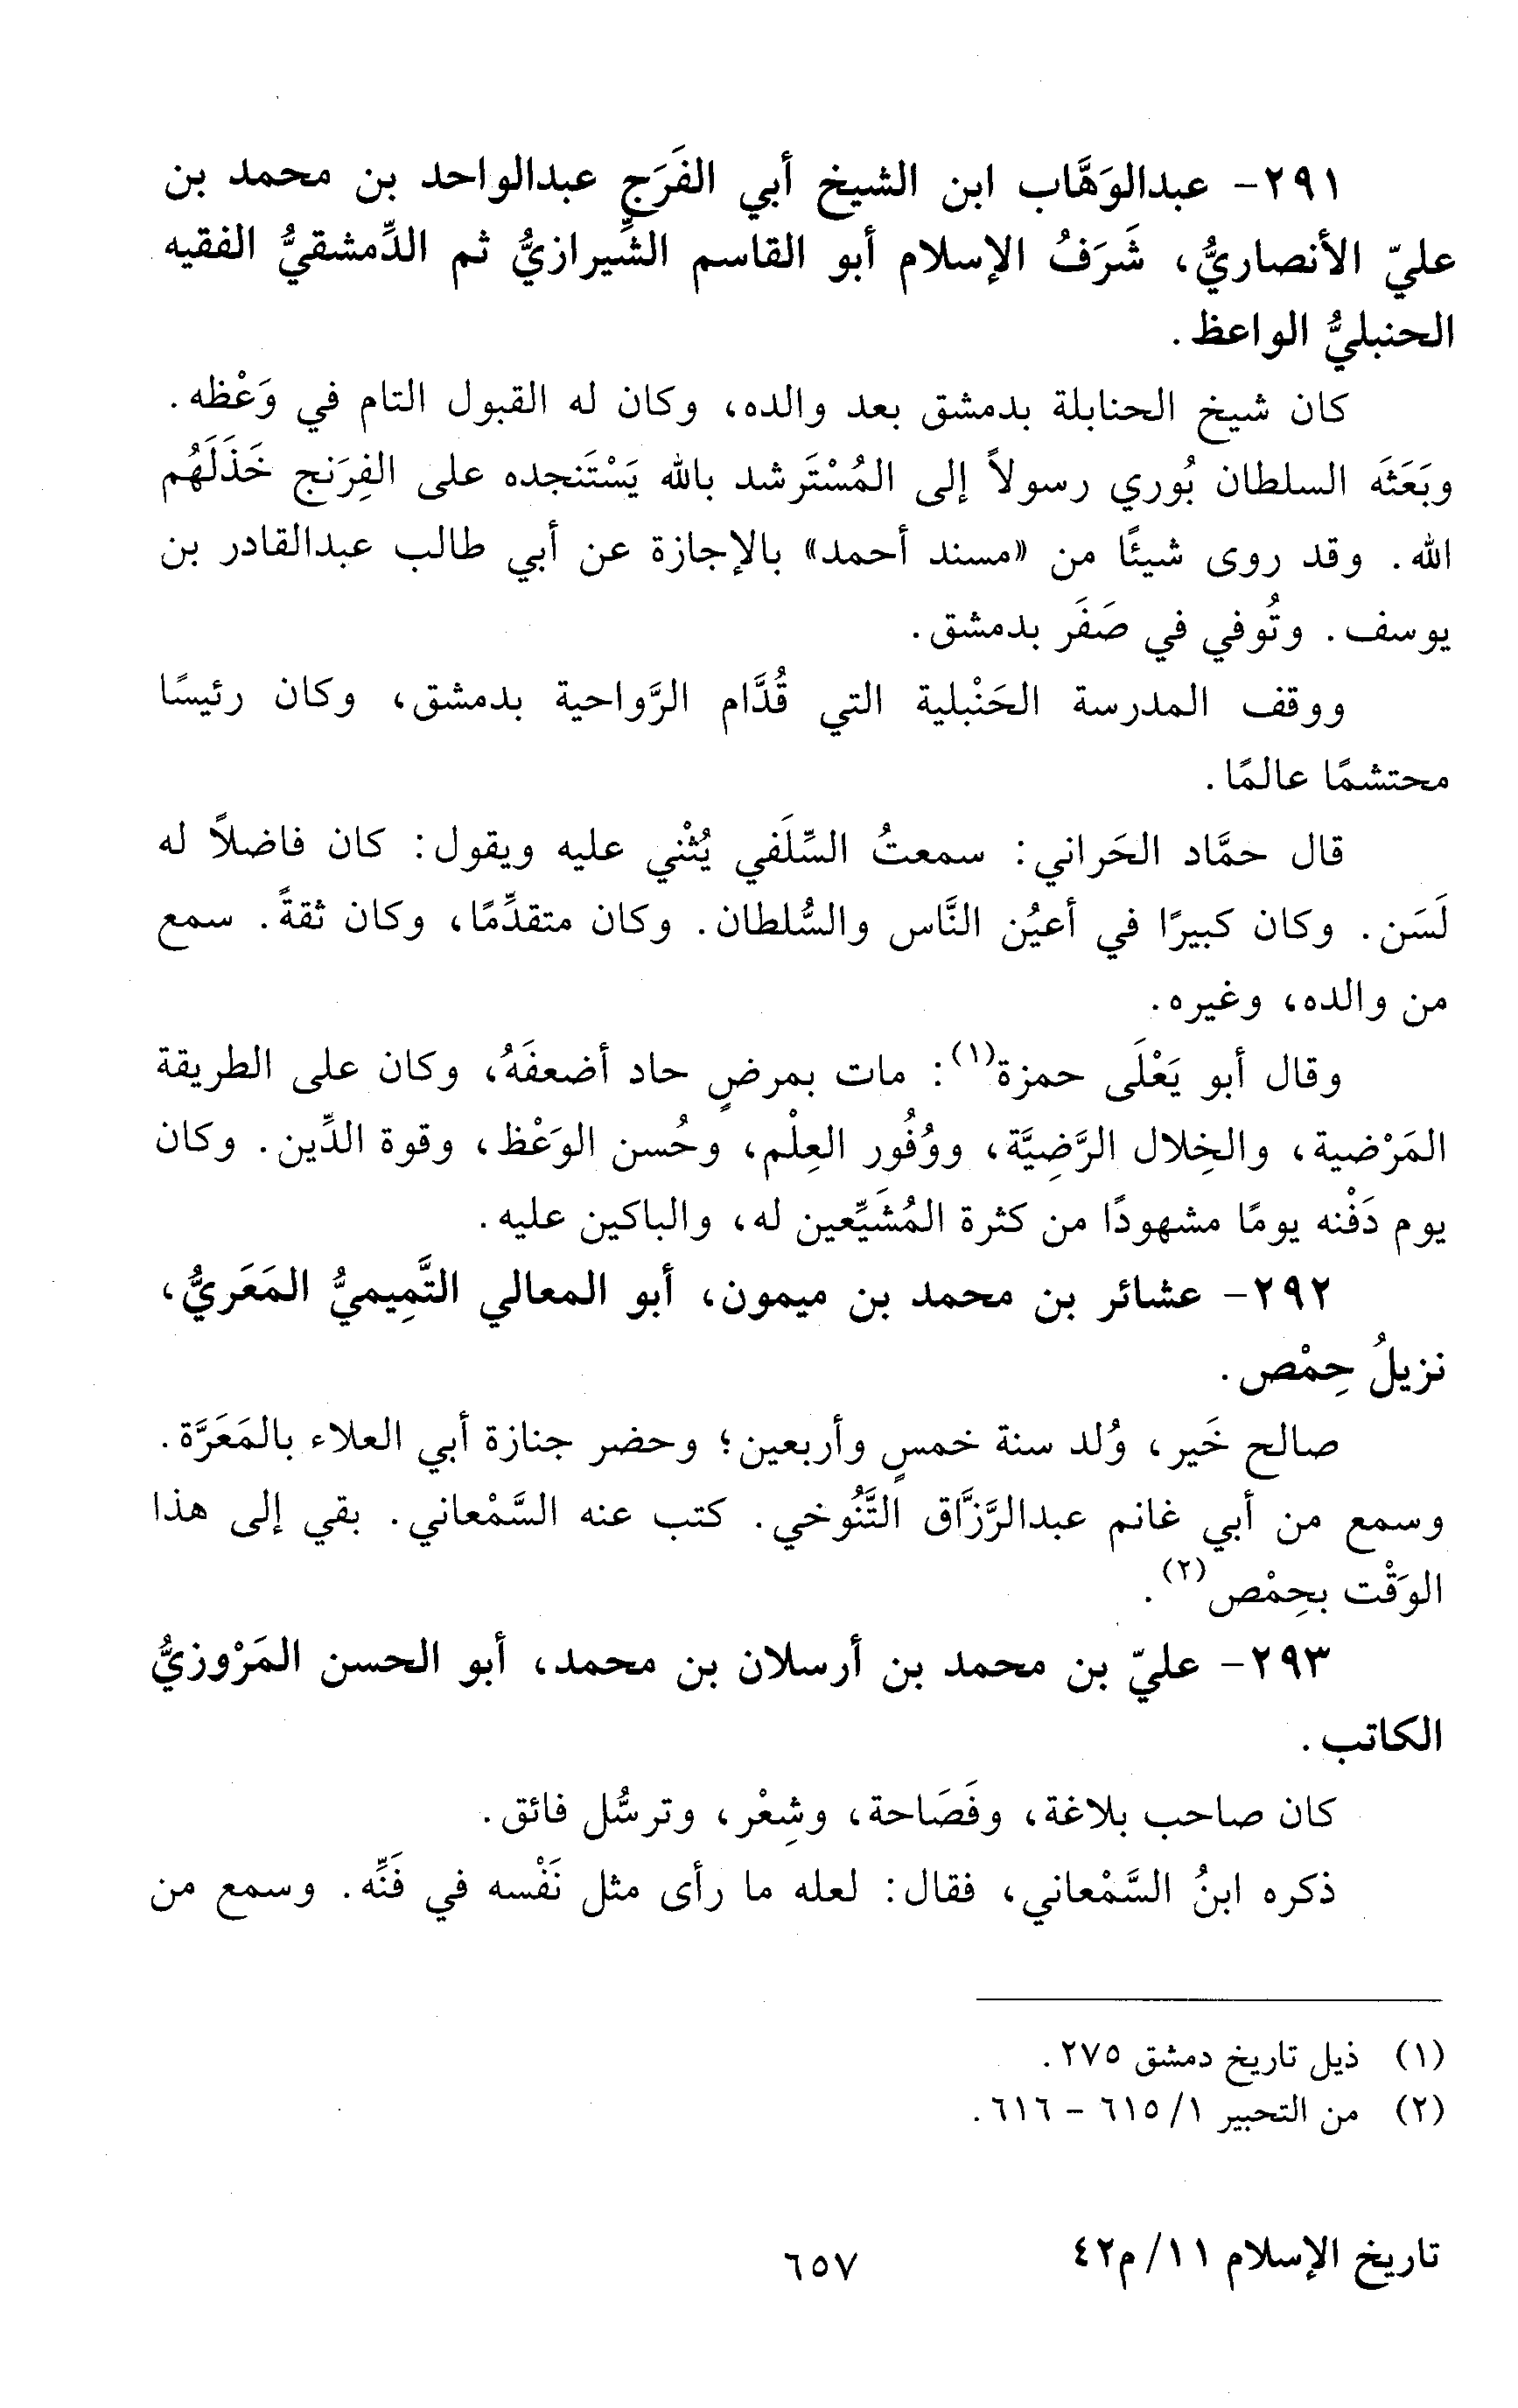 ٢٩١- عبدالوَهَّاب ابن الشيخ أبي الفَرَج عبدالواحد بن محمد بن
عليّ الأنصاريُّ، شَرَفُ الإسلام أبو القاسم الشِّيرازيُّ ثم الدِّمشقيُّ الفقيه
الحنبليُّ الواعظ.
كان شيخ الحنابلة بدمشق بعد والده، وكان له القبول التام في وَعْظه.
وبَعَثَه السلطان بُوري رسولاً إلى المُسْتَرشد بالله يَسْتَنجده على الفِرَنج خَذَلَهُم
الله. وقد روى شيئًا من «مسند أحمد» بالإجازة عن أبي طالب عبدالقادر بن
يوسف. وتُوفي في صَفَر بدمشق.
ووقف المدرسة الحَنْبلية التي قُدَّام الرَّواحية بدمشق، وكان رئيسًا
محتشمًا عالمًا.
قال حمَّاد الحَراني: سمعتُ السِّلَفي يُثْني عليه ويقول: كان فاضلاً له
لَسَن. وكان كبيرًا في أعيُن النَّاس والسُّلطان. وكان متقدِّمًا، وكان ثقةً. سمع
من والده، وغيره.
وقال أبو يَعْلَى حمزة(١): مات بمرضٍ حاد أضعفَهُ، وكان على الطريقة
المَرْضية، والخِلال الرَّضِيَّة، ووُفُور العِلْم، وحُسن الوَعْظ، وقوة الدِّين. وكان
يوم دَفْنه يومًا مشهودًا من كثرة المُشَيِّعين له، والباكين عليه.
٢٩٢- عشائر بن محمد بن ميمون، أبو المعالي التَّمِيميُّ المَعَريُّ،
نزيلُ حِمْص.
صالح خَير، وُلد سنة خمسٍ وأربعين؛ وحضر جنازة أبي العلاء بالمَعَرَّة.
وسمع من أبي غانم عبدالرَّزَّاق التَّنُوخي. كتب عنه السَّمْعاني. بقي إلى هذا
الوَقْت بحِمْص(٢).
٢٩٣- عليّ بن محمد بن أرسلان بن محمد، أبو الحسن المَرْوزيُّ
الكاتب.
كان صاحب بلاغة، وفَصَاحة، وشِعْر، وترسُّل فائق.
ذكره ابنُ السَّمْعاني، فقال: لعله ما رأى مثل نَفْسه في فَنِّه. وسمع من
(١) ذيل تاريخ دمشق ٢٧٥.
(٢) من التحبير ١/ ٦١٥ - ٦١٦.
تاريخ الإسلام ١١/ م٤٢
٦٥٧